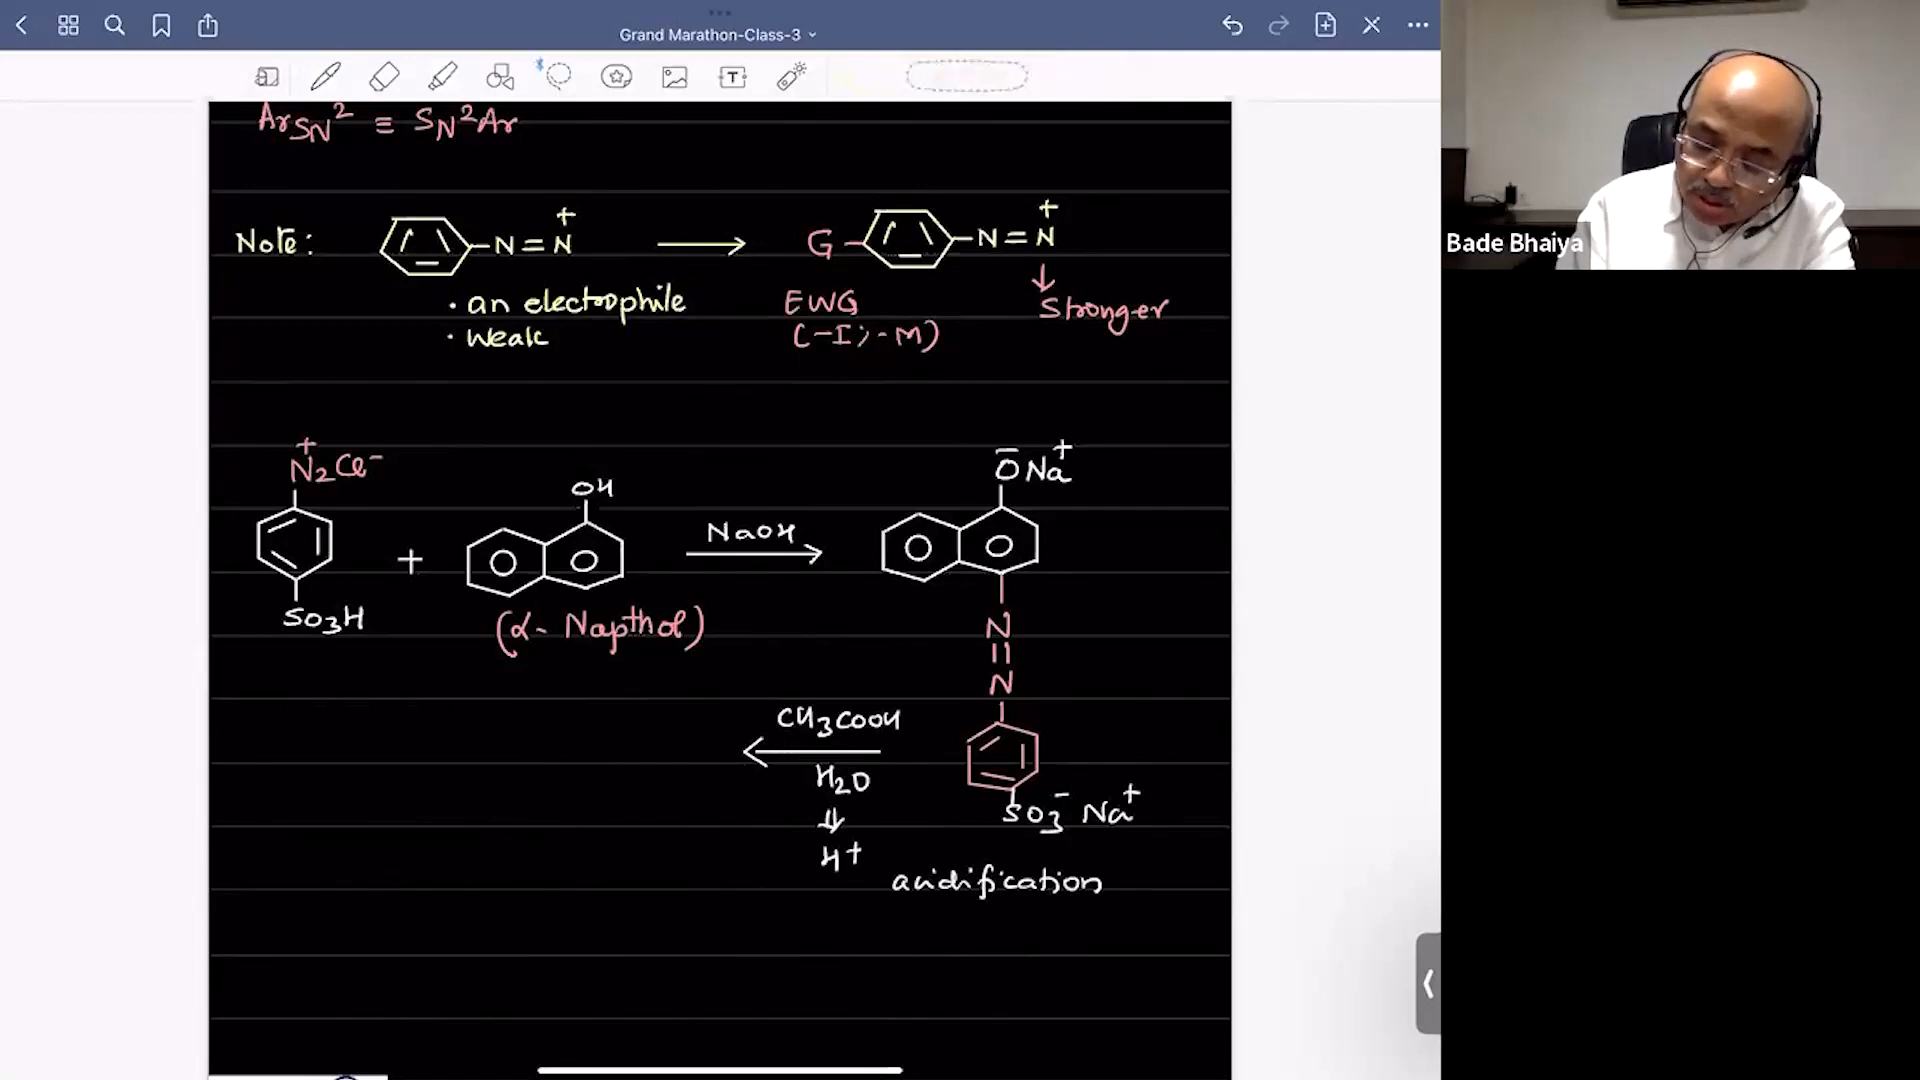 Grand Marathon-Class-3
ArSN2 ≡ SN2Ar
Note: N=N+ → G N=N+
Bade Bhaiya
· an electrophile
· weak
EWG
(-I; -M)
↓
Stronger
N2+Cl-
SO3H
+
OH
(α- Napthol)
NaOH
O-Na+
N
=
N
SO3- Na+
CH3COOH
H2O
↓
H+
acidification